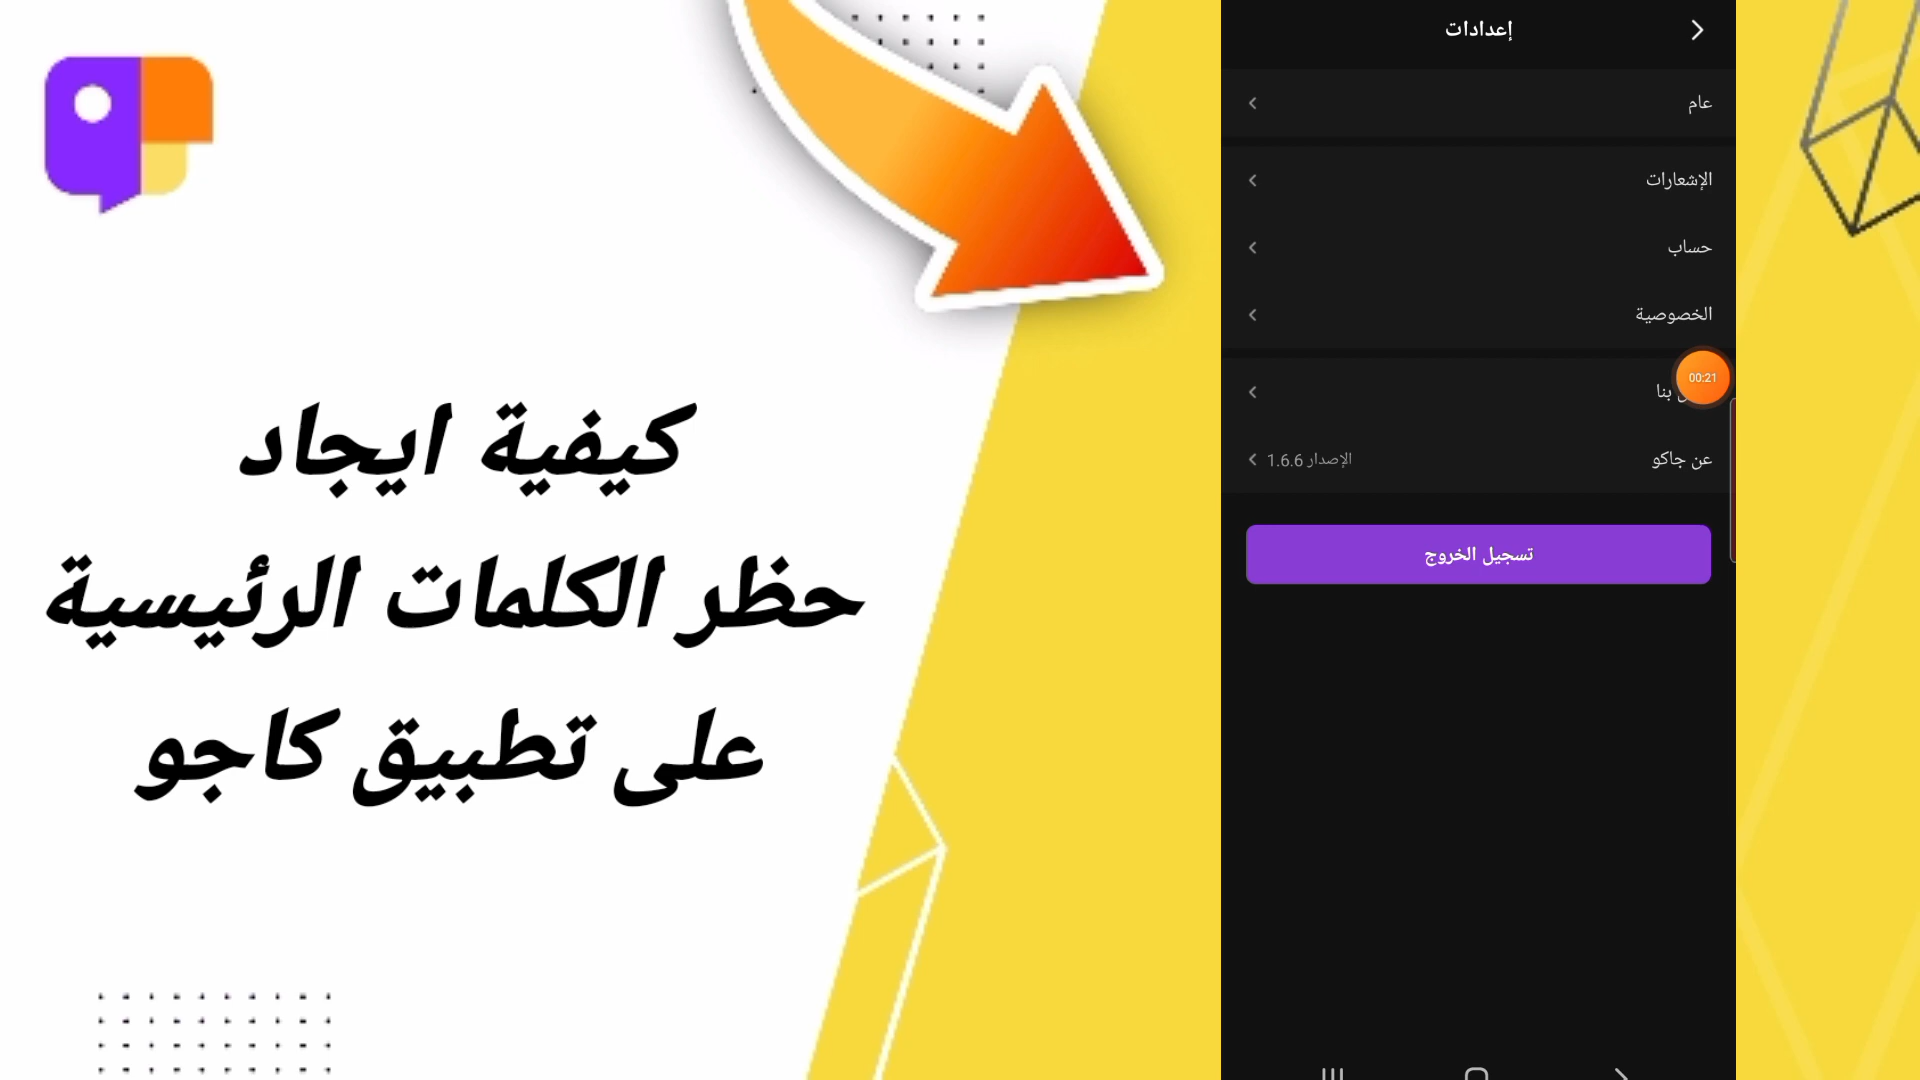 كيفية ايجاد
حظر الكلمات الرئيسية
على تطبيق كاجو
إعدادات
عام
الإشعارات
حساب
الخصوصية
00:21
بنا
عن جاكو
الإصدار 1.6.6
تسجيل الخروج